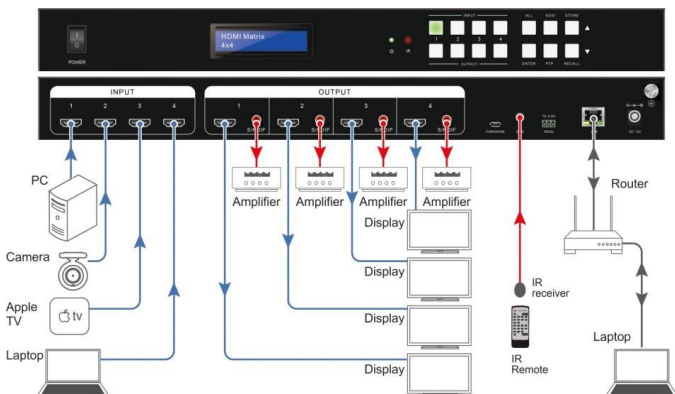 INPUT
ALL EDID STORE
HDMI Matrix
4x4
1 2 3 4
IR
POWER
OUTPUT
ENTER PTP RECALL
INPUT
OUTPUT
1 2 3 4
1 2 3 4
S/PDIF S/PDIF S/PDIF S/PDIF
FIRMWARE
RS232
DC 12V
PC
Router
Amplifier Amplifier Amplifier Amplifier
Display
Camera
Display
IR
receiver
Apple
TV
tv
Display
Laptop
Laptop
IR
Remote
Display